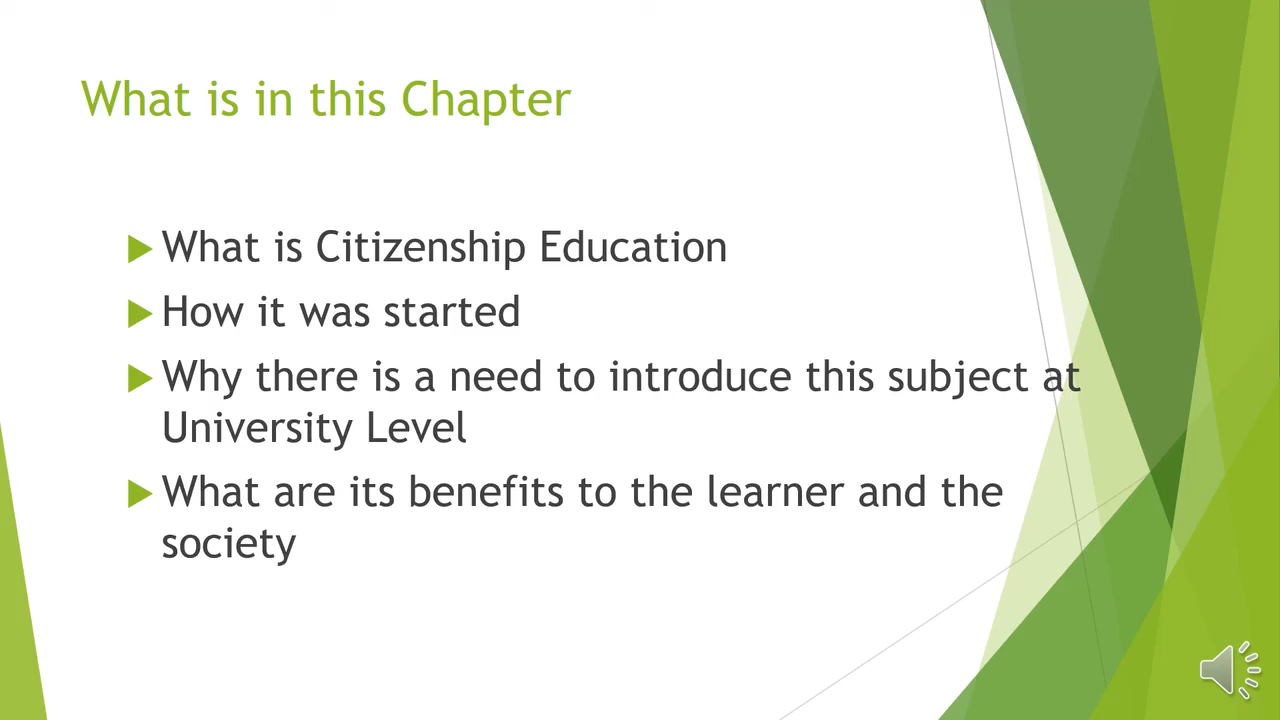 What is in this Chapter
What is Citizenship Education
How it was started
Why there is a need to introduce this subject at
University Level
What are its benefits to the learner and the
society